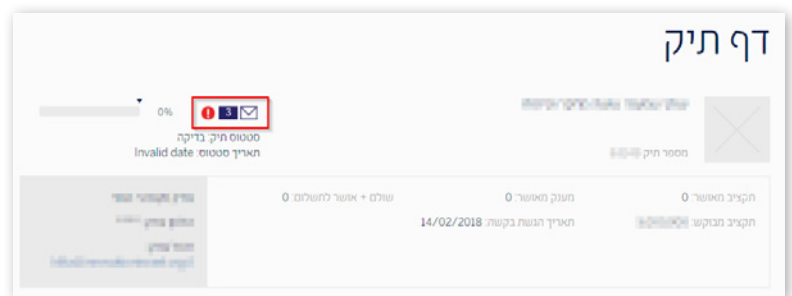 דף תיק
3
0%
סטטוס תיק: בדיקה
תאריך סטטוס: Invalid date
מספר תיק
תקציב מאושר: 0
מענק מאושר: 0
שולם + אושר לתשלום: 0
תקציב מבוקש:
תאריך הגשת בקשה: 14/02/2018